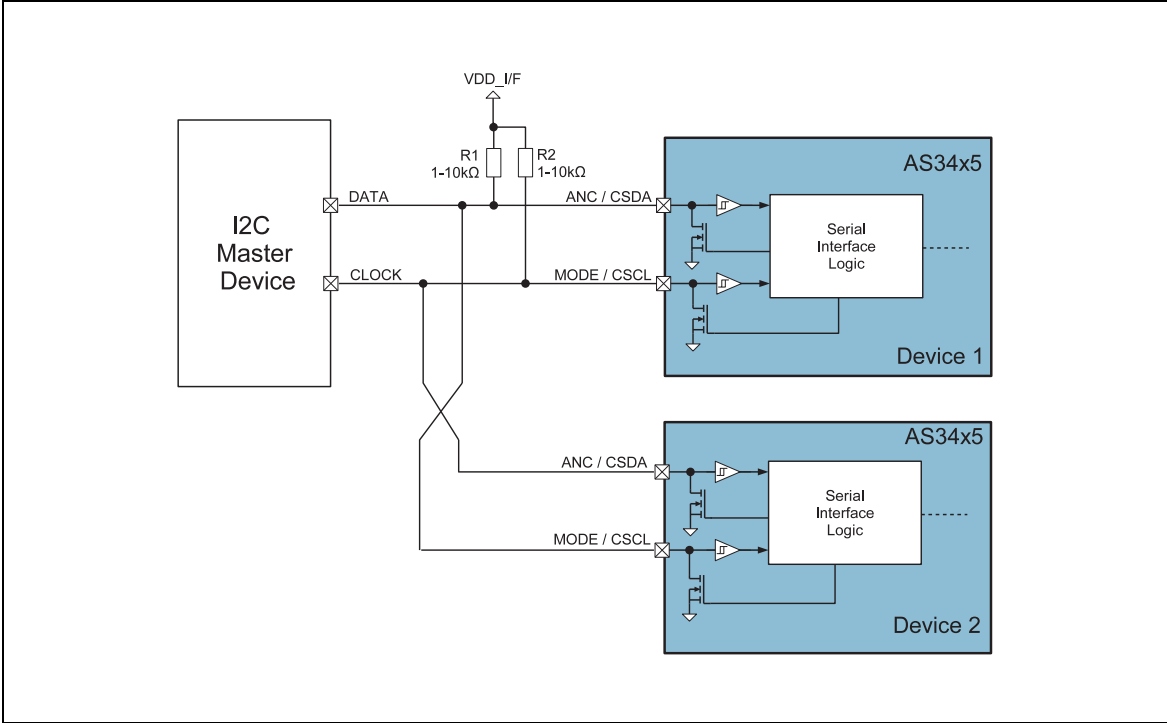 VDD_I/F
R1
1-10kΩ
R2
1-10kΩ
I2C
Master
Device
DATA
CLOCK
ANC / CSDA
MODE / CSCL
AS34x5
Serial
Interface
Logic
Device 1
ANC / CSDA
MODE / CSCL
AS34x5
Serial
Interface
Logic
Device 2